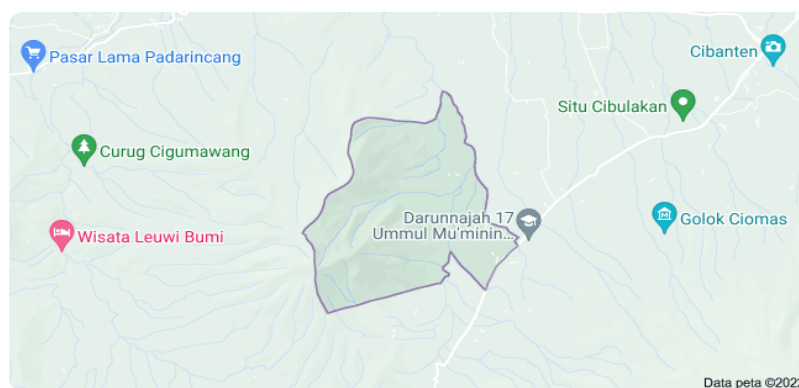 Pasar Lama Padarincang
Cibanten
Situ Cibulakan
Curug Cigumawang
Darunnajah 17
Ummul Mu'minin...
Golok Ciomas
Wisata Leuwi Bumi
Data peta ©202